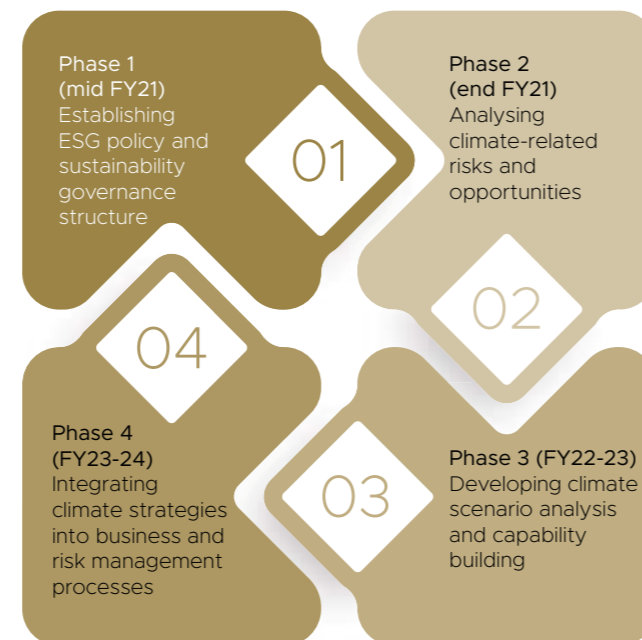 Phase 1
(mid FY21)
Establishing
ESG policy and
sustainability
governance
structure
01
Phase 2
(end FY21)
Analysing
climate-related
risks and
opportunities
02
Phase 3 (FY22-23)
Developing climate
scenario analysis
and capability
building
03
Phase 4
(FY23-24)
Integrating
climate strategies
into business and
risk management
processes
04